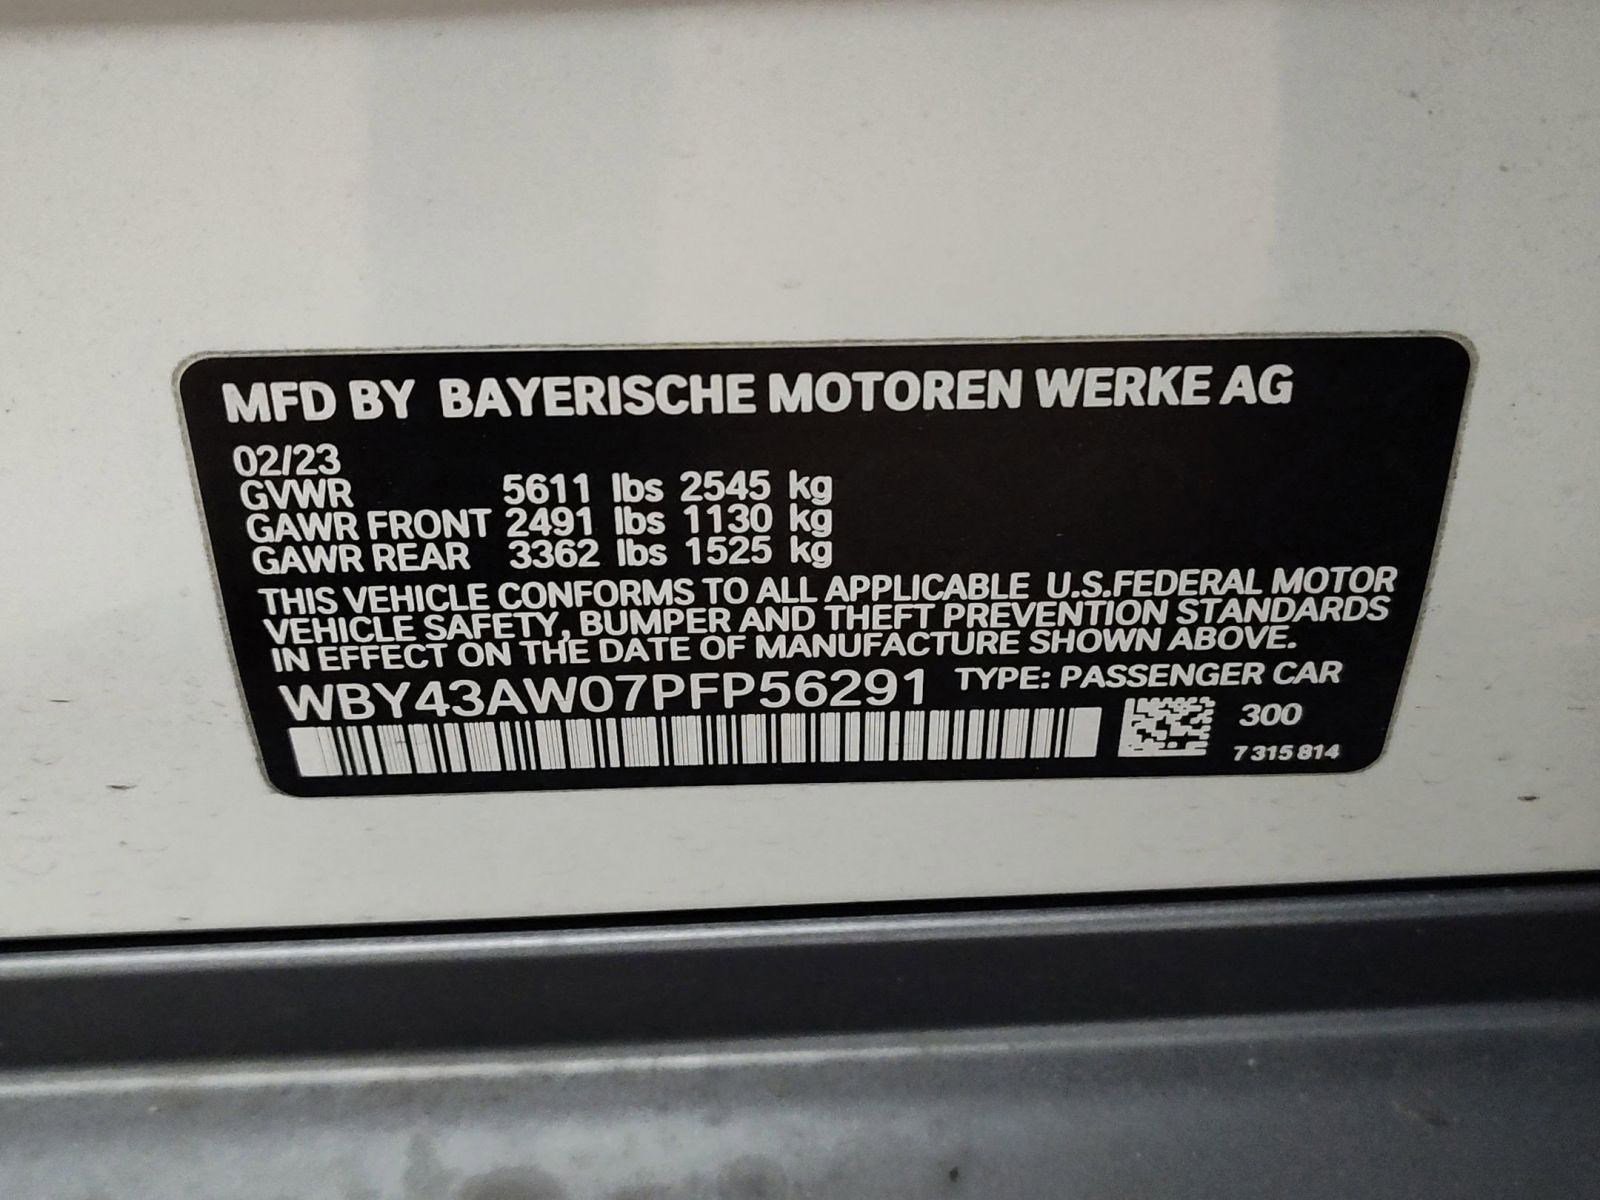 MFD BY BAYERISCHE MOTOREN WERKE AG
02/23
GVWR 5611 lbs 2545 kg
GAWR FRONT 2491 lbs 1130 kg
GAWR REAR 3362 lbs 1525 kg
THIS VEHICLE CONFORMS TO ALL APPLICABLE U.S.FEDERAL MOTOR
VEHICLE SAFETY, BUMPER AND THEFT PREVENTION STANDARDS
IN EFFECT ON THE DATE OF MANUFACTURE SHOWN ABOVE.
WBY43AW07PFP56291 TYPE: PASSENGER CAR
300
7 315 814